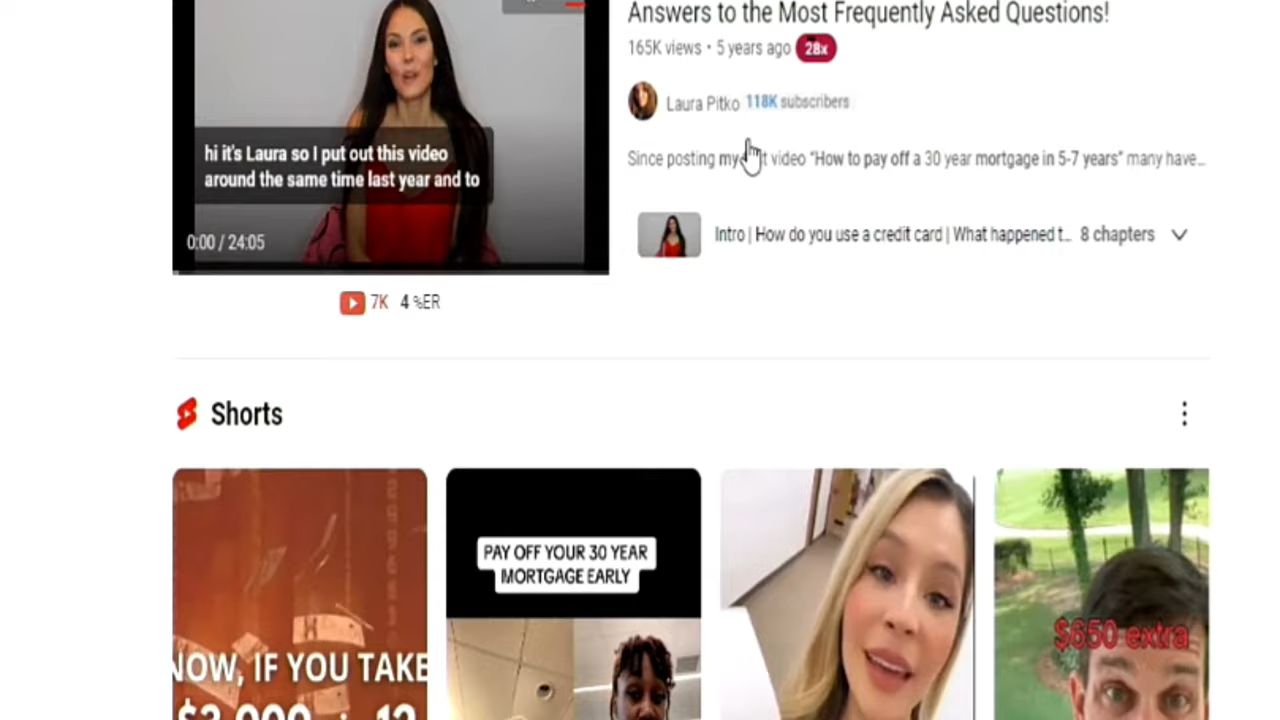 Answers to the Most Frequently Asked Questions!
165K views • 5 years ago 28x
Laura Pitko 118K subscribers
hi it's Laura so I put out this video
around the same time last year and to
Since posting my video "How to pay off a 30 year mortgage in 5-7 years" many have...
0:00 / 24:05
Intro | How do you use a credit card | What happened t... 8 chapters
7K 4 %ER
Shorts
PAY OFF YOUR 30 YEAR
MORTGAGE EARLY
NOW, IF YOU TAKE
$650 extra